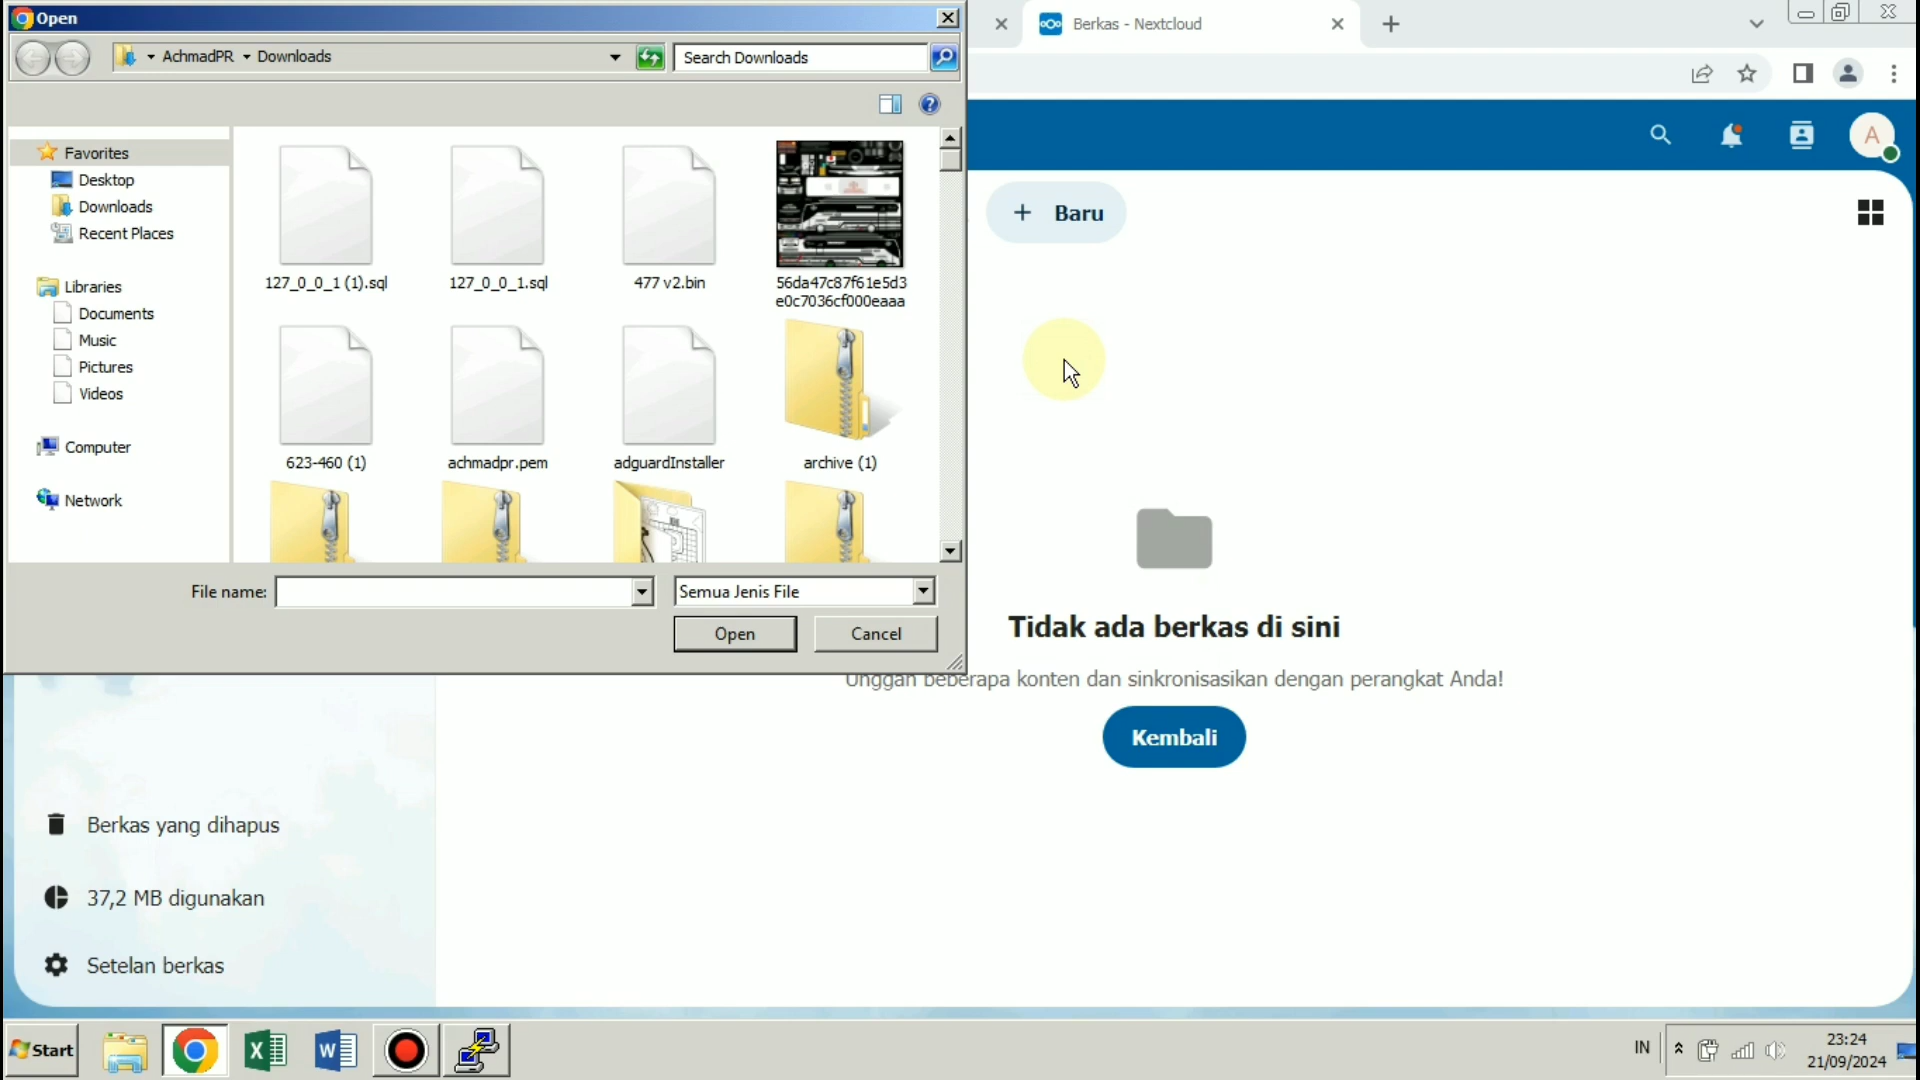 Open
AchmadPR
Downloads
Search Downloads
Favorites
Desktop
Downloads
Recent Places
Libraries
Documents
Music
Pictures
Videos
Computer
Network
127_0_0_1 (1).sql
127_0_0_1.sql
477 v2.bin
56da47c87f61e5d3
e0c7036cf000eaaa
623-460 (1)
achmadpr.pem
adguardInstaller
archive (1)
File name:
Semua Jenis File
Open
Cancel
Berkas - Nextcloud
A
+ Baru
Tidak ada berkas di sini
Unggah beberapa konten dan sinkronisasikan dengan perangkat Anda!
Kembali
Berkas yang dihapus
37,2 MB digunakan
Setelan berkas
Start
IN
23:24
21/09/2024